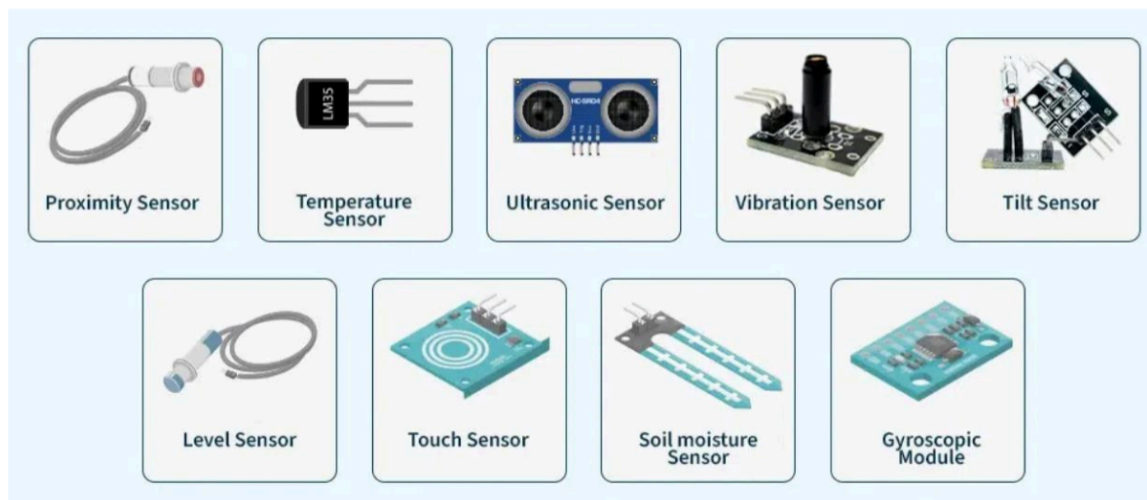 LM35
HC-SR04
Proximity Sensor
Temperature
Sensor
Ultrasonic Sensor
Vibration Sensor
Tilt Sensor
Level Sensor
Touch Sensor
Soil moisture
Sensor
Gyroscopic
Module